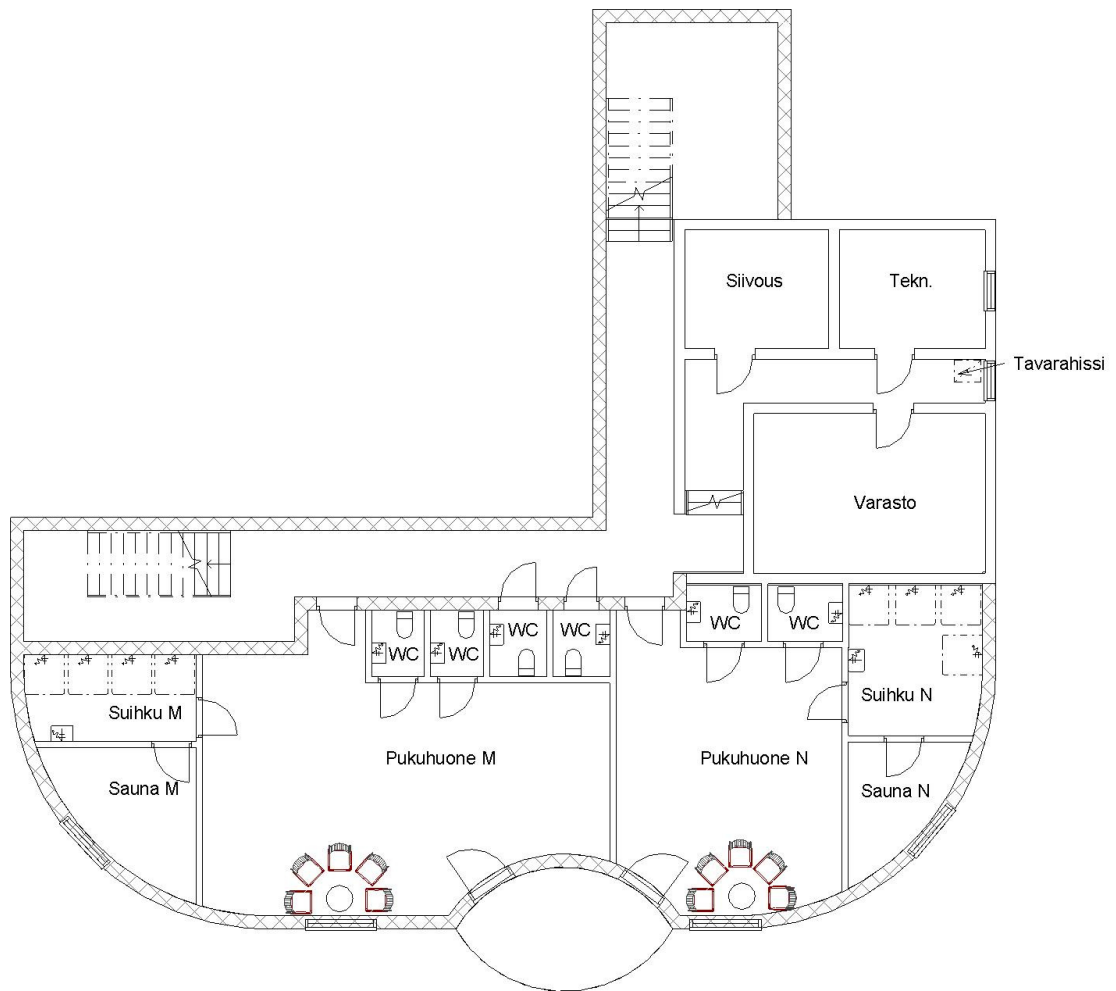 Siivous
Tekn.
Tavarahissi
Varasto
WC
WC
WC
WC
WC
WC
Suihku M
Suihku N
Pukuhuone M
Pukuhuone N
Sauna M
Sauna N